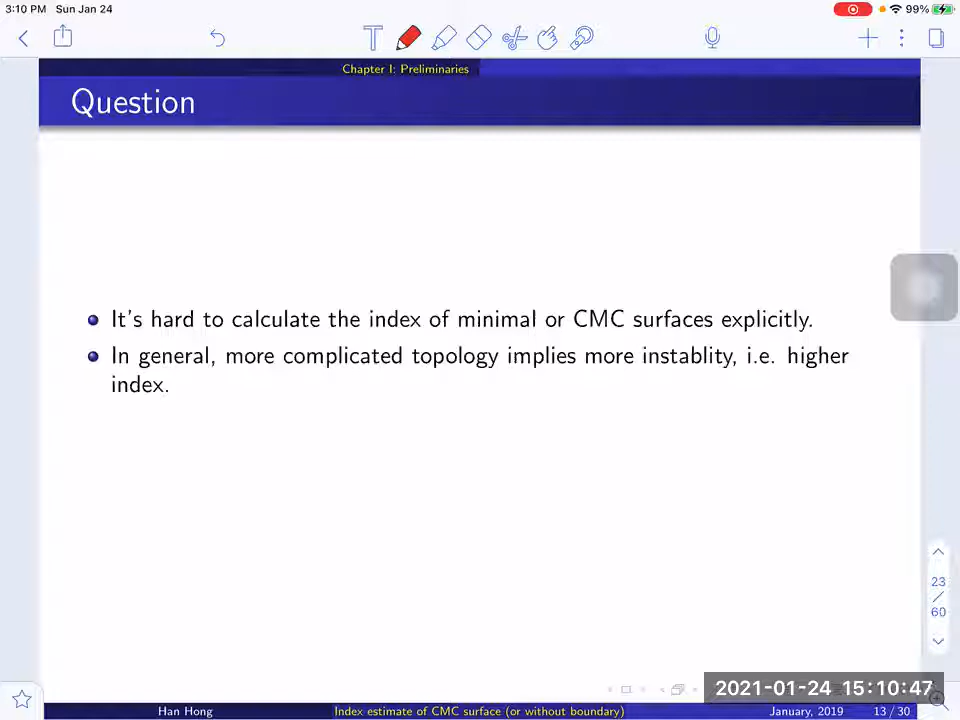 3:10 PM Sun Jan 24
99%
T
Chapter I: Preliminaries
Question
It's hard to calculate the index of minimal or CMC surfaces explicitly.
In general, more complicated topology implies more instablity, i.e. higher
index.
23
/
60
2021-01-24 15:10:47
Han Hong
Index estimate of CMC surface (or without boundary)
January, 2019
13 / 30